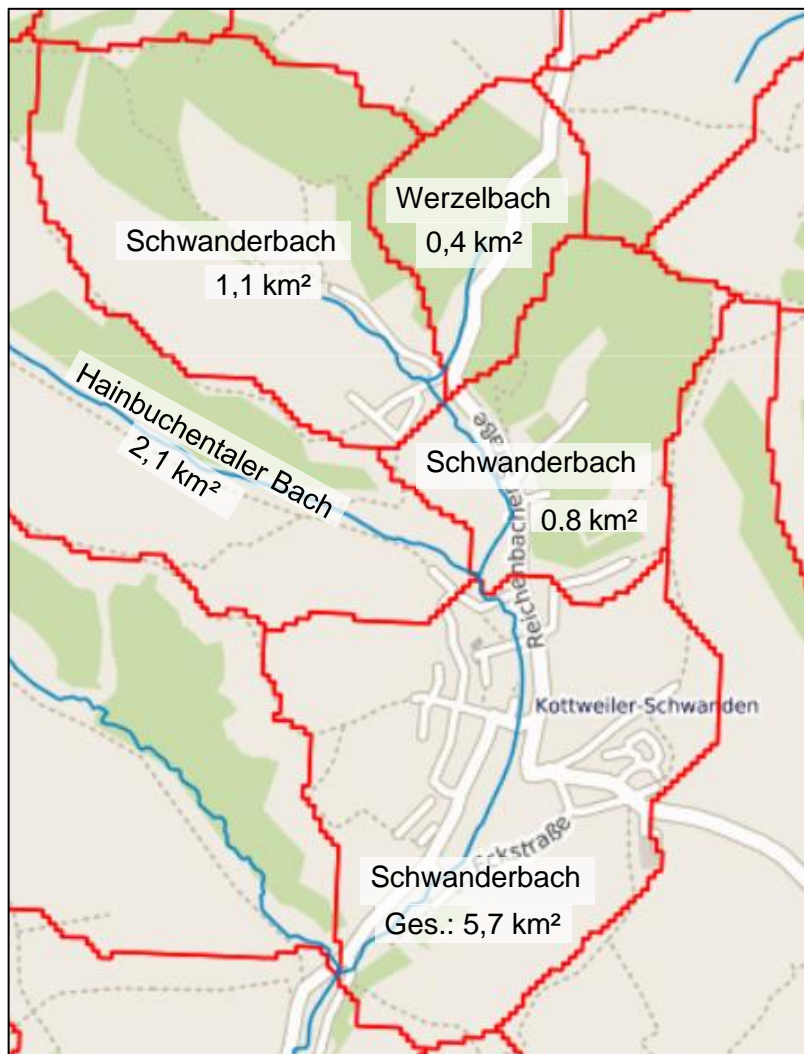 Werzelbach
0,4 km²
Schwanderbach
1,1 km²
Hainbuchentaler Bach
2,1 km²
Schwanderbach
0,8 km²
Reichenbacher Straße
Kottweiler-Schwanden
Eckstraße
Schwanderbach
Ges.: 5,7 km²